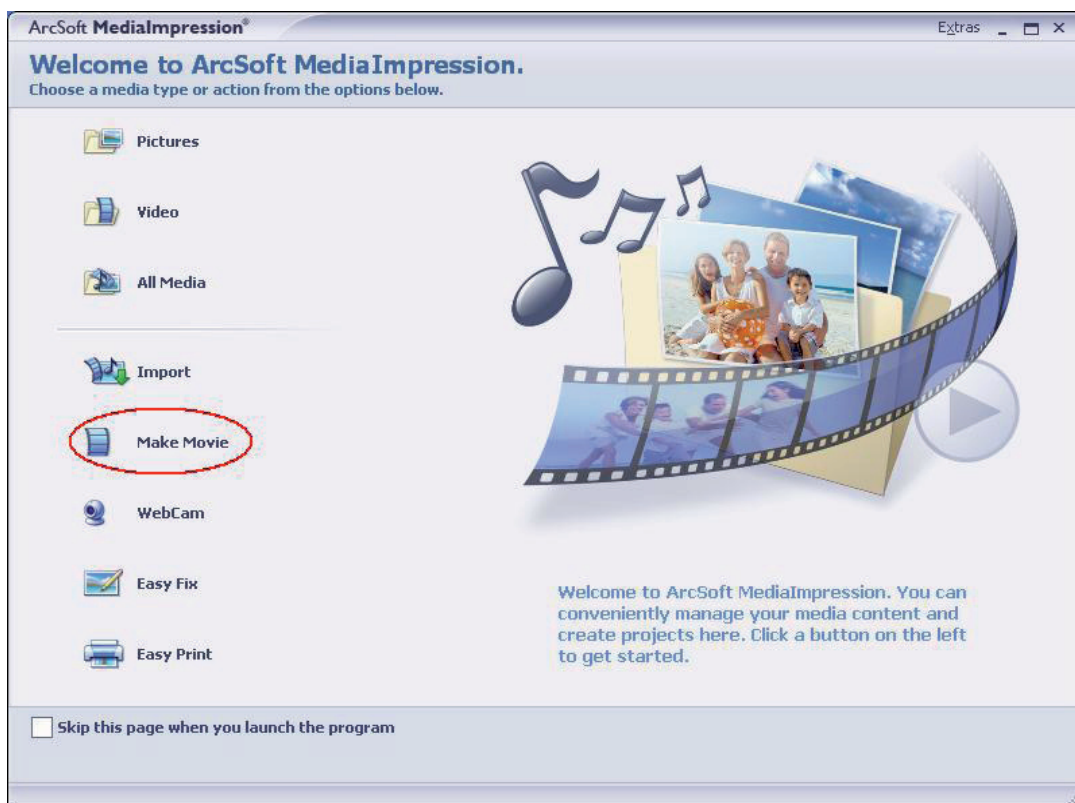 ArcSoft MediaImpression®
Extras
Welcome to ArcSoft MediaImpression.
Choose a media type or action from the options below.
Pictures
Video
All Media
Import
Make Movie
WebCam
Easy Fix
Easy Print
Welcome to ArcSoft MediaImpression. You can
conveniently manage your media content and
create projects here. Click a button on the left
to get started.
Skip this page when you launch the program